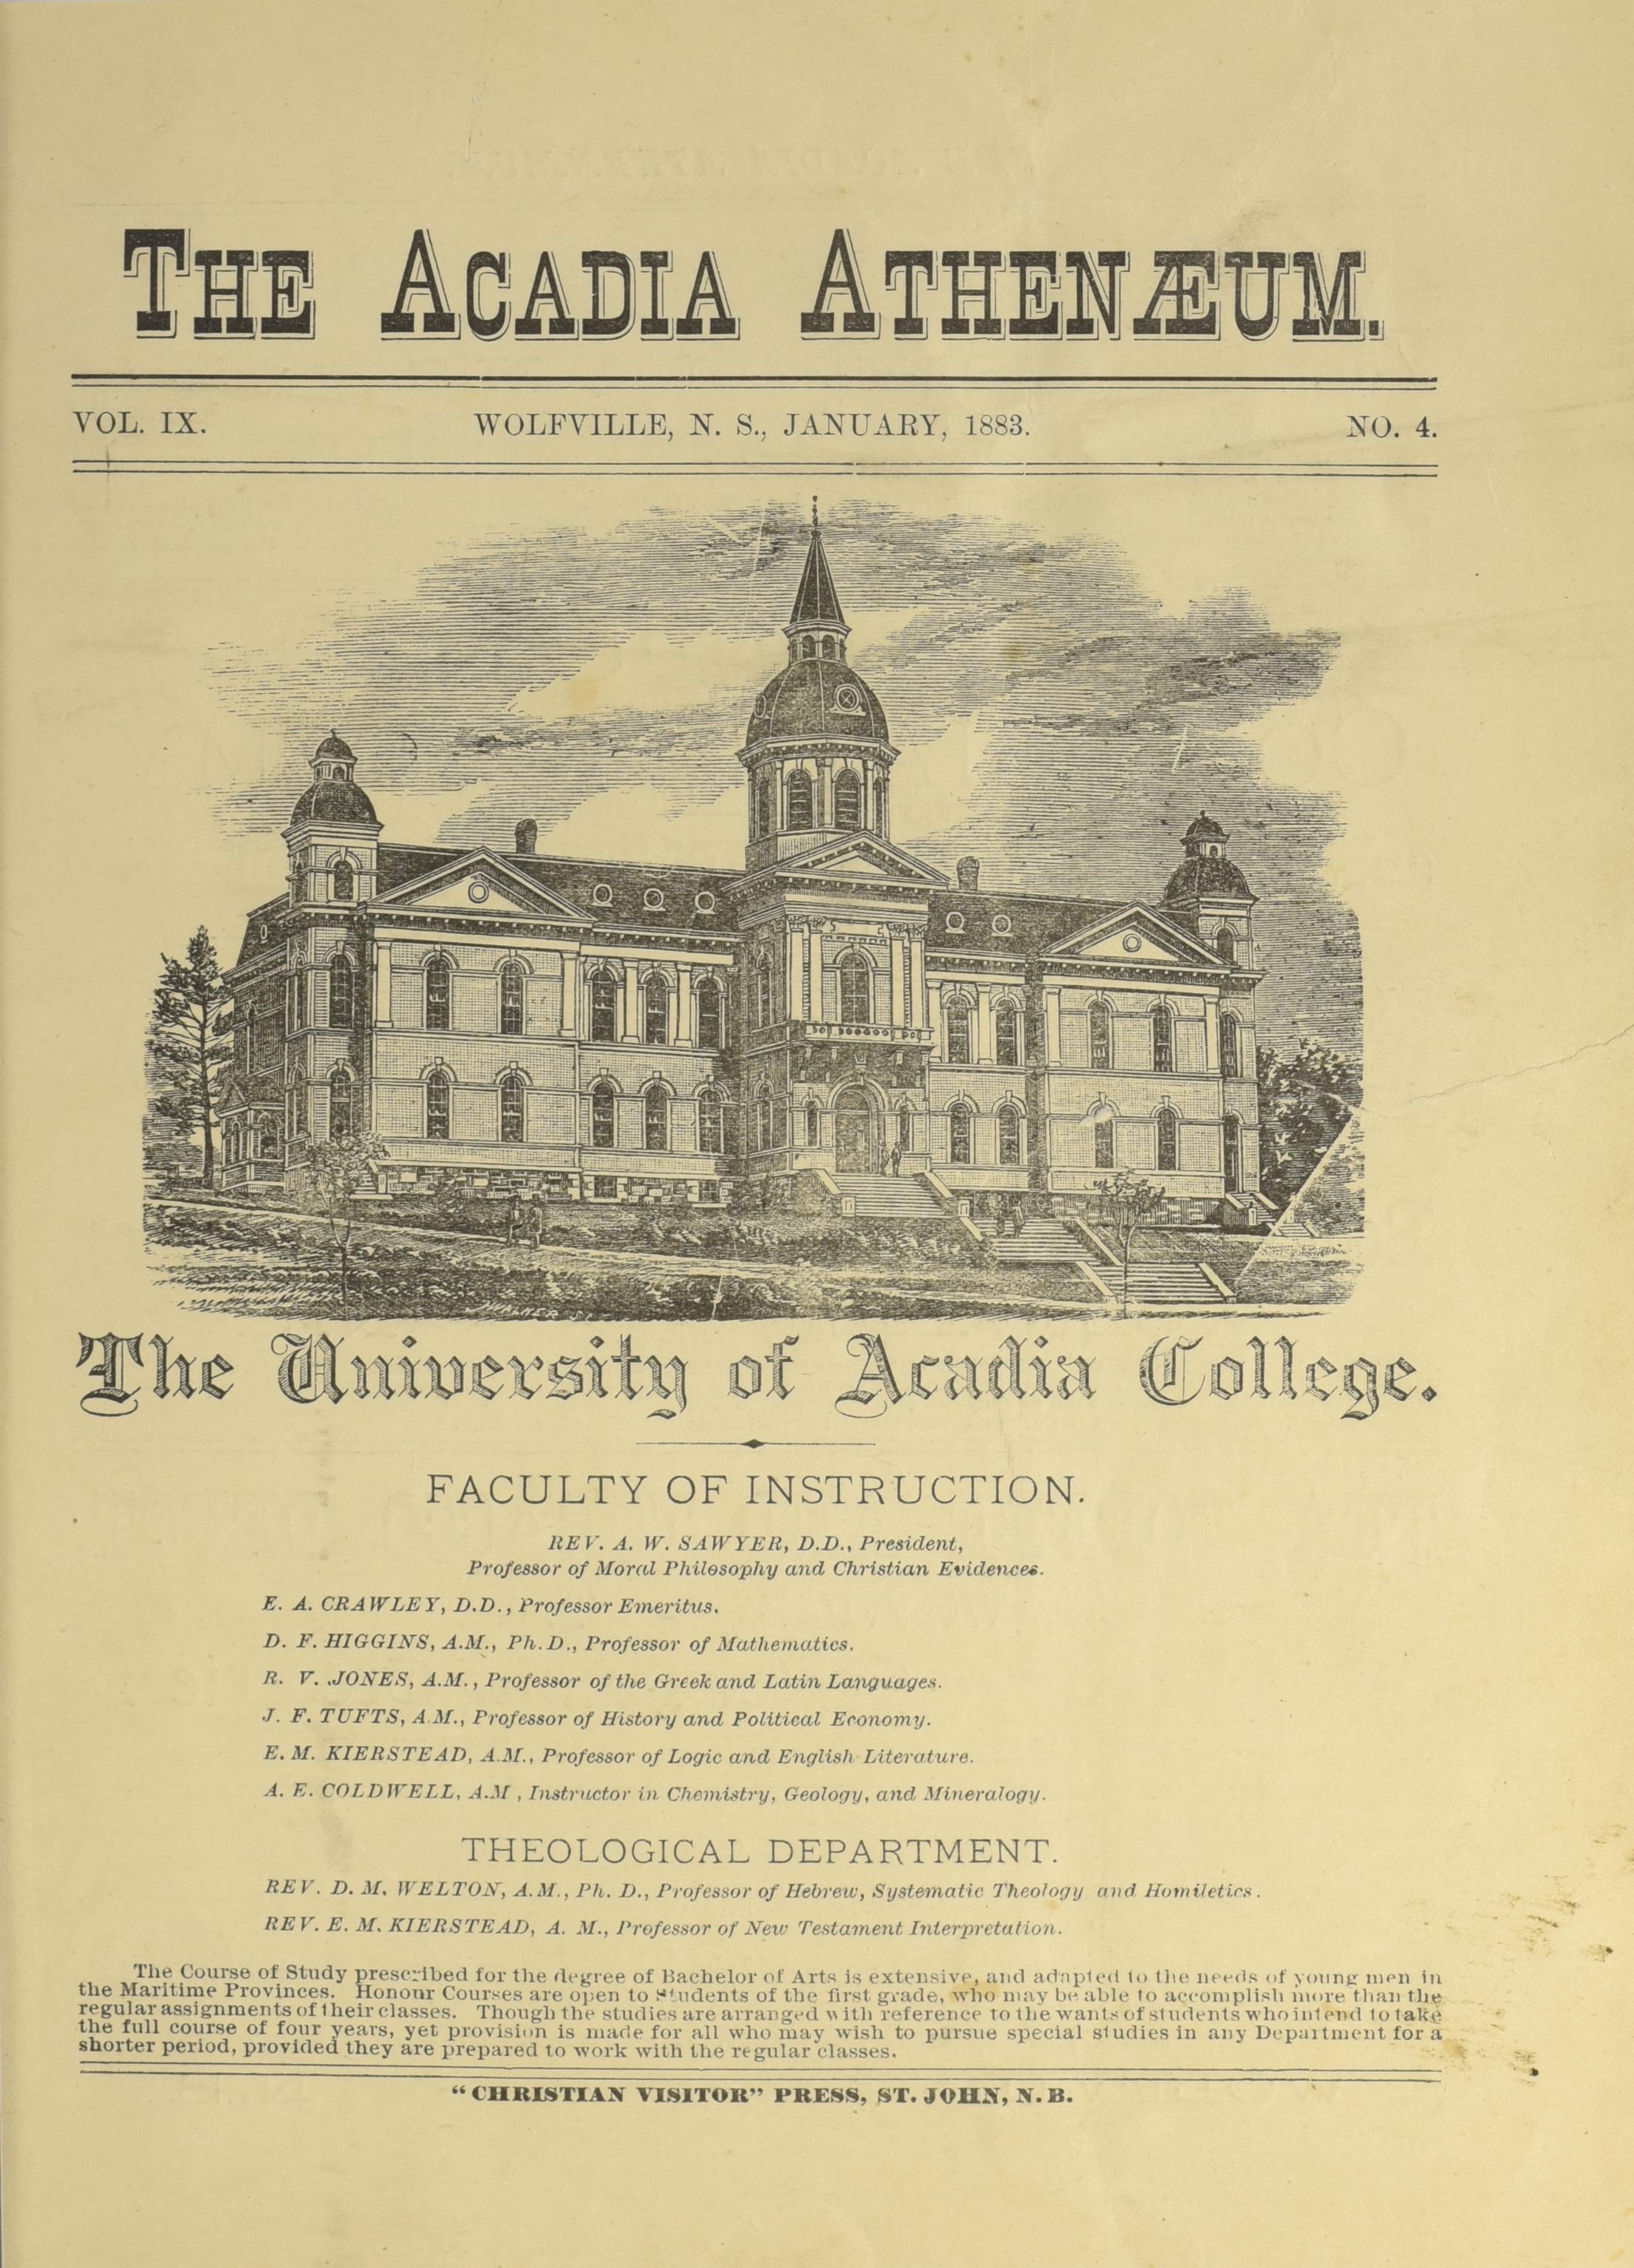 THE ACADIA ATHENÆUM.
VOL. IX. WOLFVILLE, N. S., JANUARY, 1883. NO. 4.
The University of Acadia College.
FACULTY OF INSTRUCTION.
REV. A. W. SAWYER, D.D., President,
Professor of Moral Philosophy and Christian Evidences.
E. A. CRAWLEY, D.D., Professor Emeritus.
D. F. HIGGINS, A.M., Ph.D., Professor of Mathematics.
R. V. JONES, A.M., Professor of the Greek and Latin Languages.
J. F. TUFTS, A.M., Professor of History and Political Economy.
E. M. KIERSTEAD, A.M., Professor of Logic and English Literature.
A. E. COLDWELL, A.M, Instructor in Chemistry, Geology, and Mineralogy.
THEOLOGICAL DEPARTMENT.
REV. D. M. WELTON, A.M., Ph. D., Professor of Hebrew, Systematic Theology and Homiletics.
REV. E. M. KIERSTEAD, A. M., Professor of New Testament Interpretation.
The Course of Study prescribed for the degree of Bachelor of Arts is extensive, and adapted to the needs of young men in
the Maritime Provinces. Honour Courses are open to Students of the first grade, who may be able to accomplish more than the
regular assignments of their classes. Though the studies are arranged with reference to the wants of students who intend to take
the full course of four years, yet provision is made for all who may wish to pursue special studies in any Department for a
shorter period, provided they are prepared to work with the regular classes.
"CHRISTIAN VISITOR" PRESS, ST. JOHN, N. B.